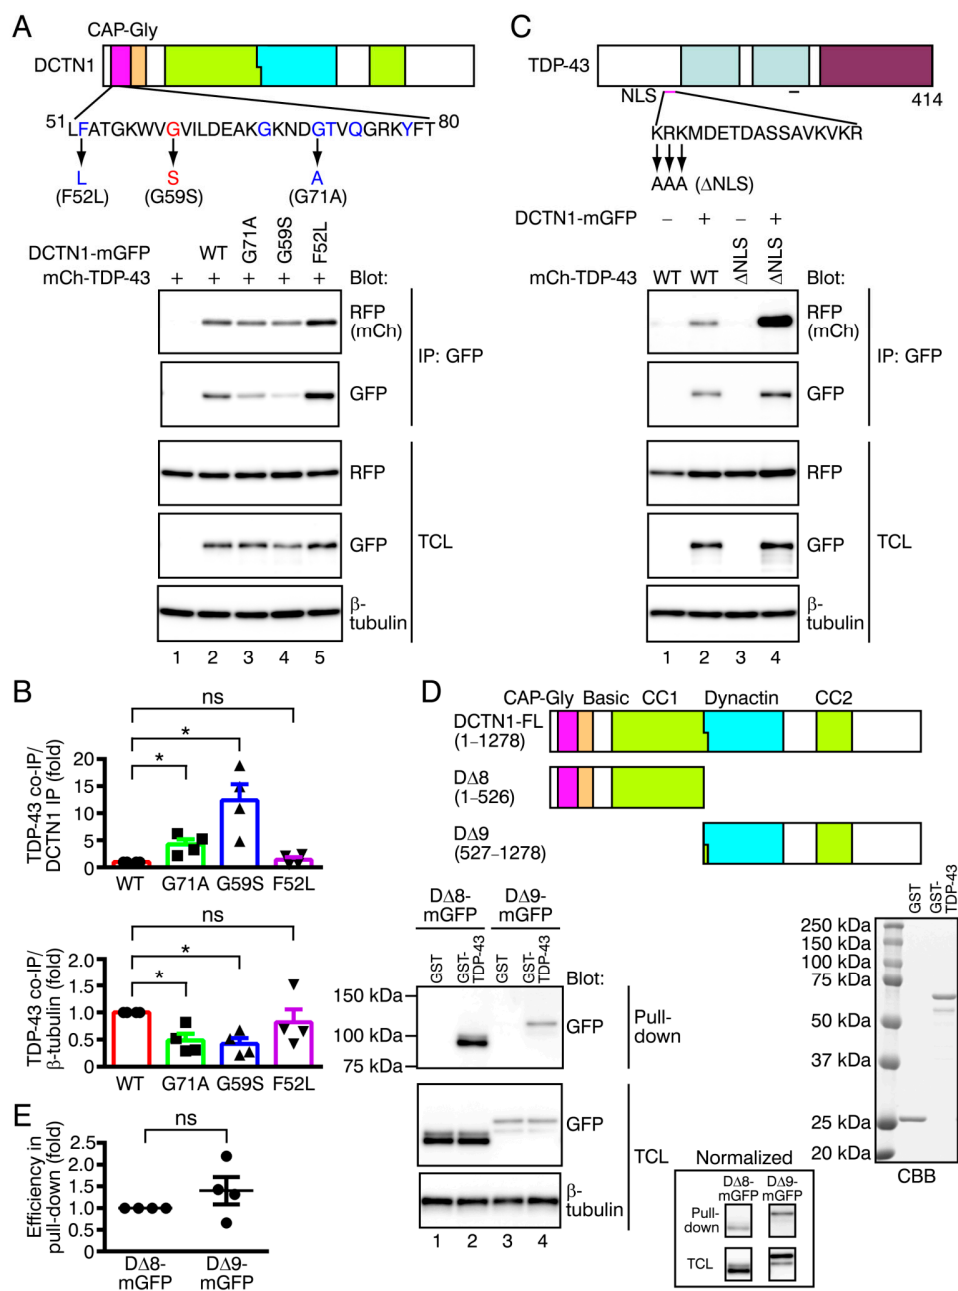 A
CAP-Gly
DCTN1
51 LFATGKWVGVILDEAKGKNDGTVQGRKYFT 80
L S A
(F52L) (G59S) (G71A)
DCTN1-mGFP WT G71A G59S F52L
mCh-TDP-43 + + + + + Blot:
RFP
(mCh)
GFP
IP: GFP
RFP
GFP
TCL
β-
tubulin
1 2 3 4 5
C
TDP-43
NLS
414
KRKMDETDASSAVKVKR
AAA (ΔNLS)
DCTN1-mGFP – + – +
mCh-TDP-43 WT WT ΔNLS ΔNLS Blot:
RFP
(mCh)
IP: GFP
GFP
RFP
GFP
TCL
β-
tubulin
1 2 3 4
B
ns
*
*
TDP-43 co-IP/
DCTN1 IP (fold)
20
15
10
5
0
WT G71A G59S F52L
ns
*
*
TDP-43 co-IP/
β-tubulin (fold)
2.0
1.5
1.0
0.5
0
WT G71A G59S F52L
D
CAP-Gly Basic CC1 Dynactin CC2
DCTN1-FL
(1–1278)
DΔ8
(1–526)
DΔ9
(527–1278)
DΔ8-
mGFP
DΔ9-
mGFP
GST GST-TDP-43 GST GST-TDP-43
Blot:
150 kDa
100 kDa
75 kDa
GFP
Pull-
down
GFP
TCL
β-
tubulin
1 2 3 4
GST GST-TDP-43
250 kDa
150 kDa
100 kDa
75 kDa
50 kDa
37 kDa
25 kDa
20 kDa
CBB
Normalized
DΔ8-
mGFP
DΔ9-
mGFP
Pull-
down
TCL
E
ns
Efficiency in
pull-down (fold)
2.5
2.0
1.5
1.0
0.5
0
DΔ8-
mGFP
DΔ9-
mGFP